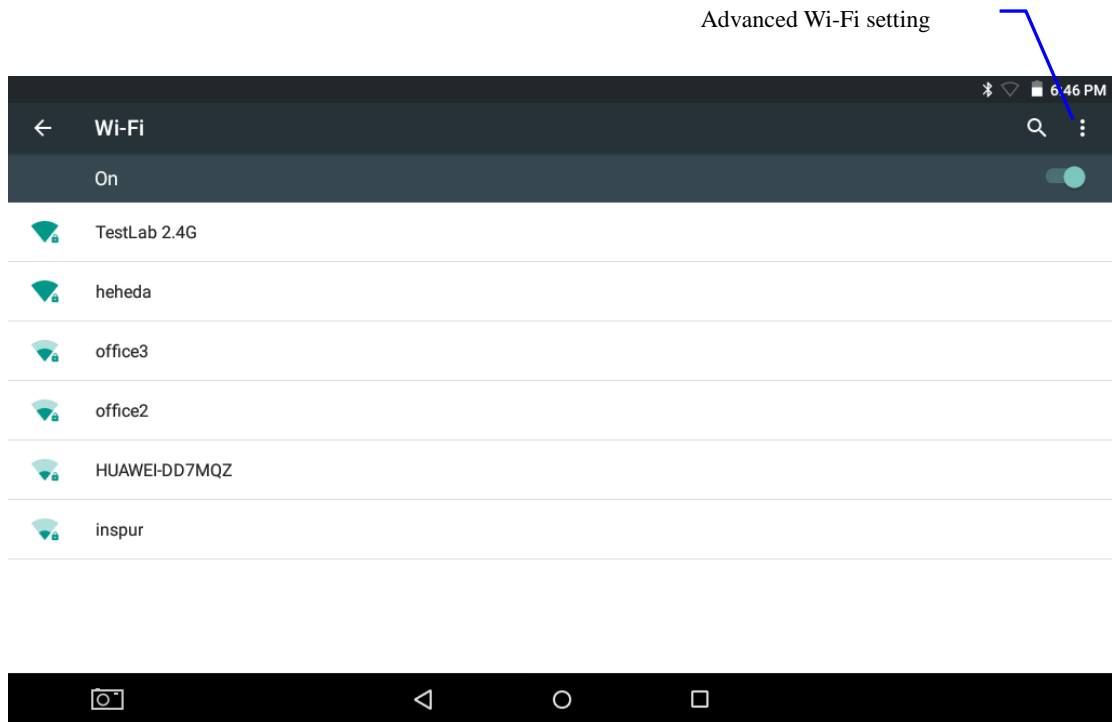 Advanced Wi-Fi setting
6:46 PM
Wi-Fi
On
TestLab 2.4G
heheda
office3
office2
HUAWEI-DD7MQZ
inspur